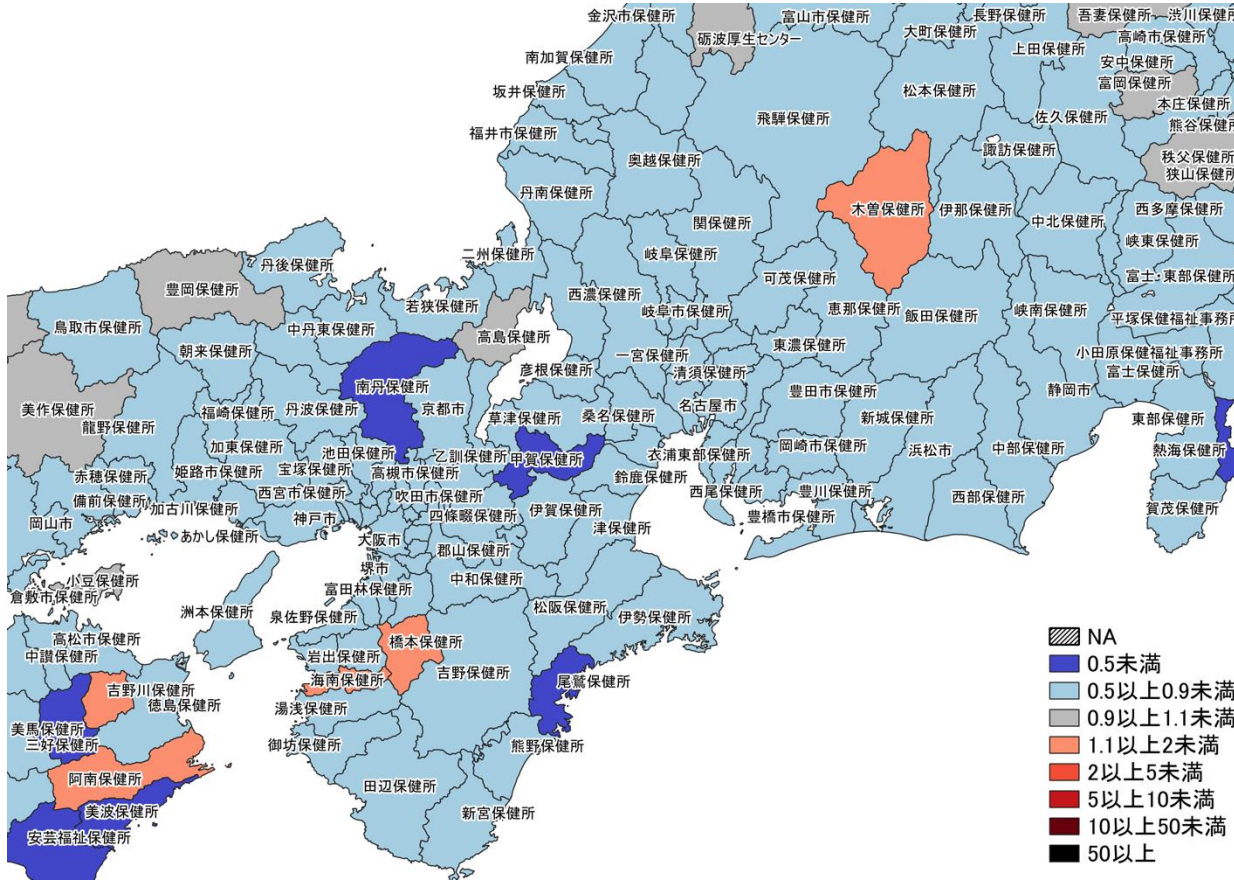 金沢市保健所
富山市保健所
長野保健所
吾妻保健所
渋川保健所
砺波厚生センター
大町保健所
高崎市保健所
南加賀保健所
上田保健所
安中保健所
富岡保健所
坂井保健所
松本保健所
本庄保健所
福井市保健所
飛騨保健所
佐久保健所
熊谷保健所
奥越保健所
諏訪保健所
秩父保健所
狭山保健所
丹南保健所
木曽保健所
伊那保健所
中北保健所
西多摩保健所
関保健所
峡東保健所
二州保健所
岐阜保健所
丹後保健所
可茂保健所
富士・東部保健所
豊岡保健所
若狭保健所
西濃保健所
岐阜市保健所
恵那保健所
飯田保健所
峡南保健所
平塚保健福祉事務所
鳥取市保健所
中丹東保健所
高島保健所
朝来保健所
一宮保健所
東濃保健所
小田原保健福祉事務所
彦根保健所
清須保健所
富士保健所
南丹保健所
豊田市保健所
静岡市
美作保健所
福崎保健所
丹波保健所
京都市
草津保健所
桑名保健所
名古屋市
新城保健所
東部保健所
龍野保健所
加東保健所
池田保健所
乙訓保健所
甲賀保健所
衣浦東部保健所
岡崎市保健所
浜松市
中部保健所
熱海保健所
赤穂保健所
姫路市保健所
宝塚保健所
高槻市保健所
鈴鹿保健所
備前保健所
西宮市保健所
吹田市保健所
西尾保健所
豊川保健所
西部保健所
賀茂保健所
岡山市
加古川保健所
神戸市
四條畷保健所
伊賀保健所
豊橋市保健所
あかし保健所
大阪市
津保健所
郡山保健所
堺市
小豆保健所
中和保健所
倉敷市保健所
富田林保健所
洲本保健所
泉佐野保健所
松阪保健所
伊勢保健所
高松市保健所
橋本保健所
中讃保健所
岩出保健所
吉野保健所
海南保健所
尾鷲保健所
吉野川保健所
徳島保健所
湯浅保健所
美馬保健所
三好保健所
御坊保健所
熊野保健所
阿南保健所
田辺保健所
美波保健所
新宮保健所
安芸福祉保健所
NA
0.5未満
0.5以上0.9未満
0.9以上1.1未満
1.1以上2未満
2以上5未満
5以上10未満
10以上50未満
50以上